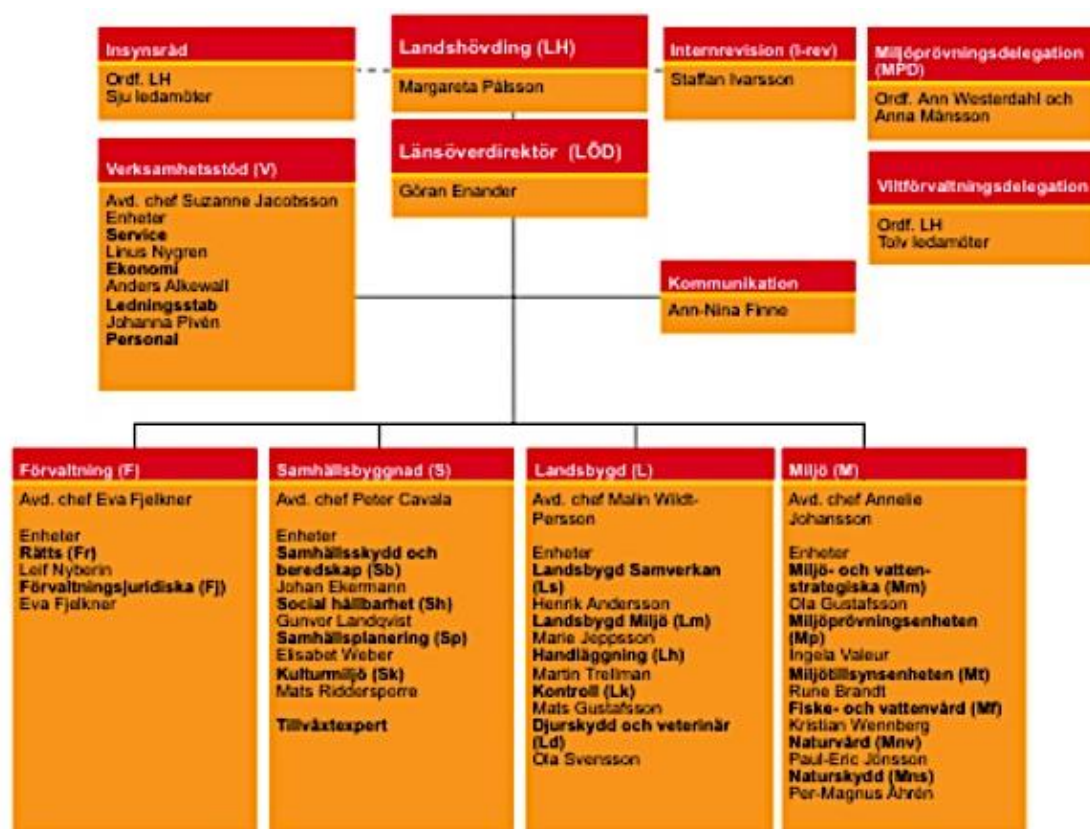 Insynsråd
Ordf. LH
Sju ledamöter
Landshövding (LH)
Margareta Pålsson
Internrevision (I-rev)
Staffan Ivarsson
Miljöprövningsdelegation
(MPD)
Ordf. Ann Westerdahl och
Anna Månsson
Länsöverdirektör (LÖD)
Göran Enander
Verksamhetsstöd (V)
Avd. chef Suzanne Jacobsson
Enheter
Service
Linus Nygren
Ekonomi
Anders Alkewall
Ledningsstab
Johanna Pivén
Personal
Viltförvaltningsdelegation
Ordf. LH
Tolv ledamöter
Kommunikation
Ann-Nina Finne
Förvaltning (F)
Avd. chef Eva Fjelkner
Enheter
Rätts (Fr)
Leif Nyberin
Förvaltningsjuridiska (Fj)
Eva Fjelkner
Samhällsbyggnad (S)
Avd. chef Peter Cavala
Enheter
Samhällsskydd och
beredskap (Sb)
Johan Ekermann
Social hållbarhet (Sh)
Gunvor Landqvist
Samhällsplanering (Sp)
Elisabet Weber
Kulturmiljö (Sk)
Mats Riddersporre
Tillväxtexpert
Landsbygd (L)
Avd. chef Malin Wildt-
Persson
Enheter
Landsbygd Samverkan
(Ls)
Henrik Andersson
Landsbygd Miljö (Lm)
Marie Jeppsson
Handläggning (Lh)
Martin Trellman
Kontroll (Lk)
Mats Gustafsson
Djurskydd och veterinär
(Ld)
Ola Svensson
Miljö (M)
Avd. chef Annelie
Johansson
Enheter
Miljö- och vatten-
strategiska (Mm)
Ola Gustafsson
Miljöprövningsenheten
(Mp)
Ingela Valeur
Miljötillsynsenheten (Mt)
Rune Brandt
Fiske- och vattenvård (Mf)
Kristian Wennberg
Naturvård (Mnv)
Paul-Eric Jönsson
Naturskydd (Mns)
Per-Magnus Åhrén